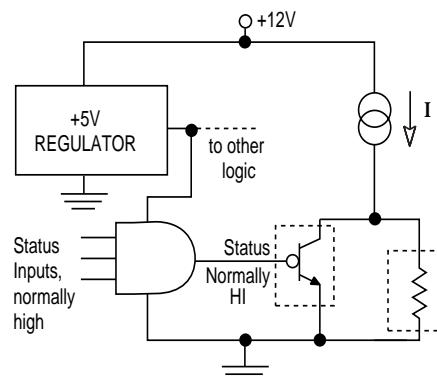 +12V
+5V
REGULATOR
I
to other
logic
Status
Inputs,
normally
high
Status
Normally
HI